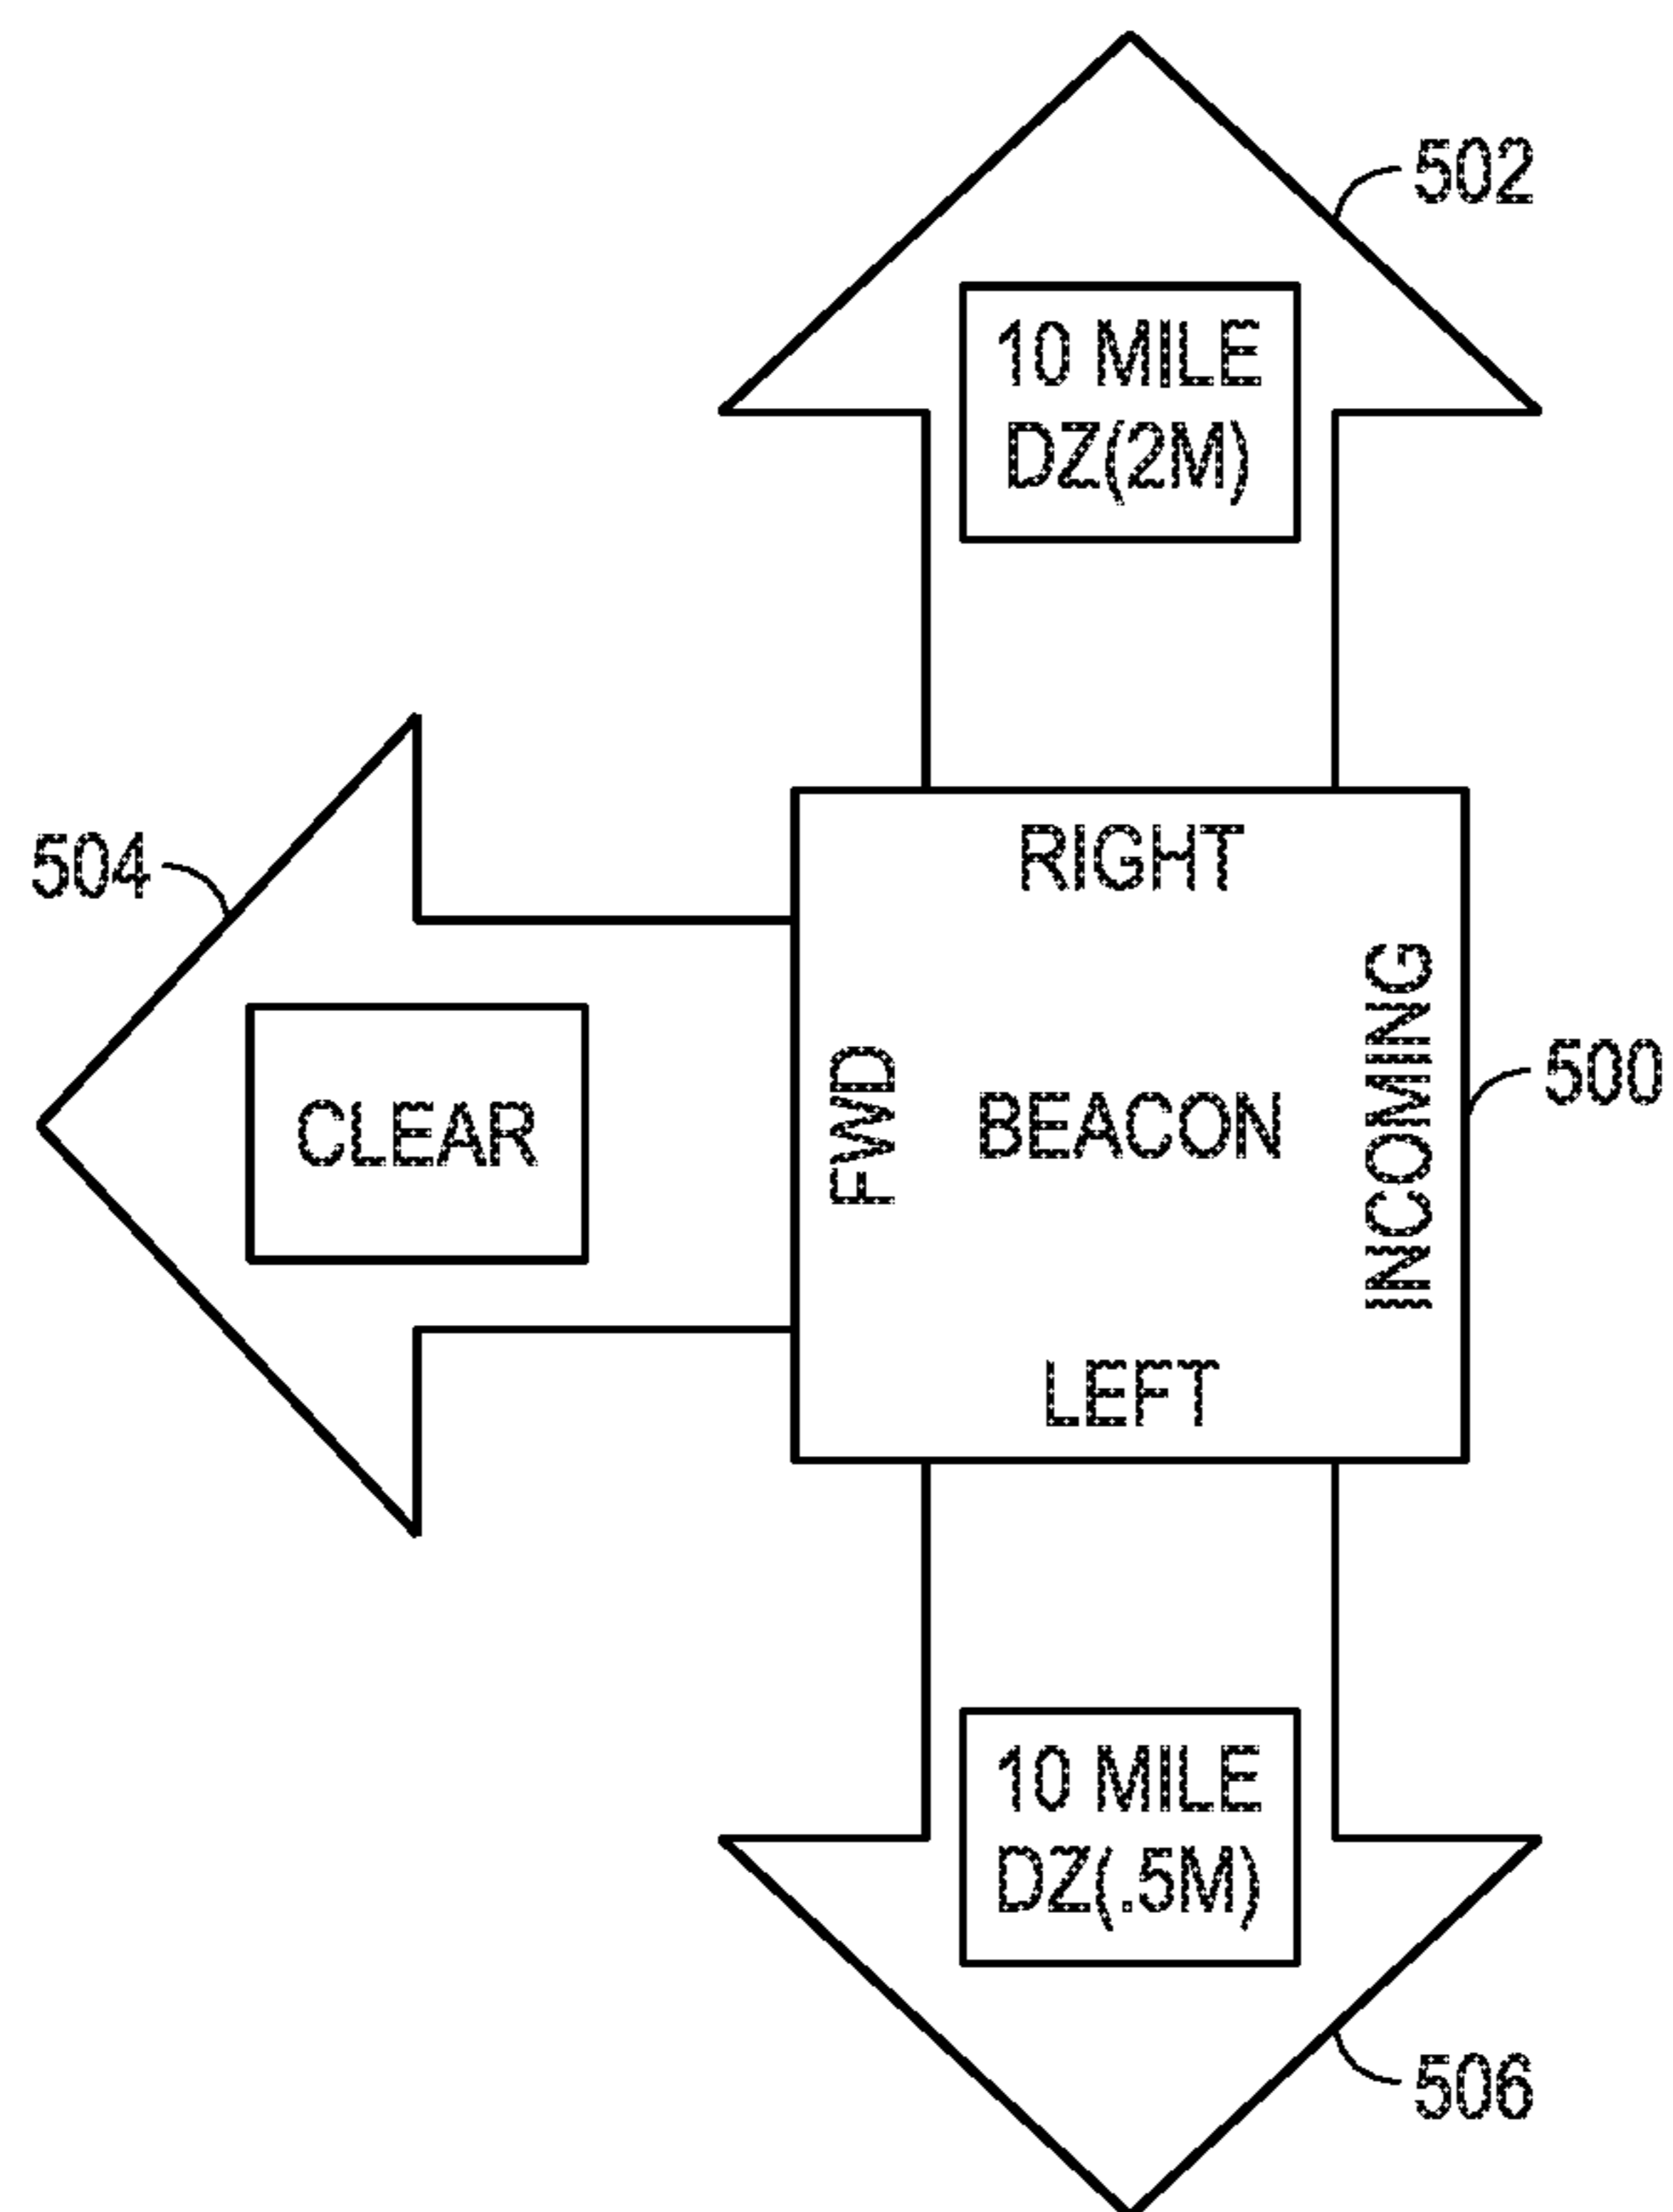 502
10 MILE
DZ(2M)
504
RIGHT
CLEAR
FWD
BEACON
INCOMING
500
LEFT
10 MILE
DZ(.5M)
506